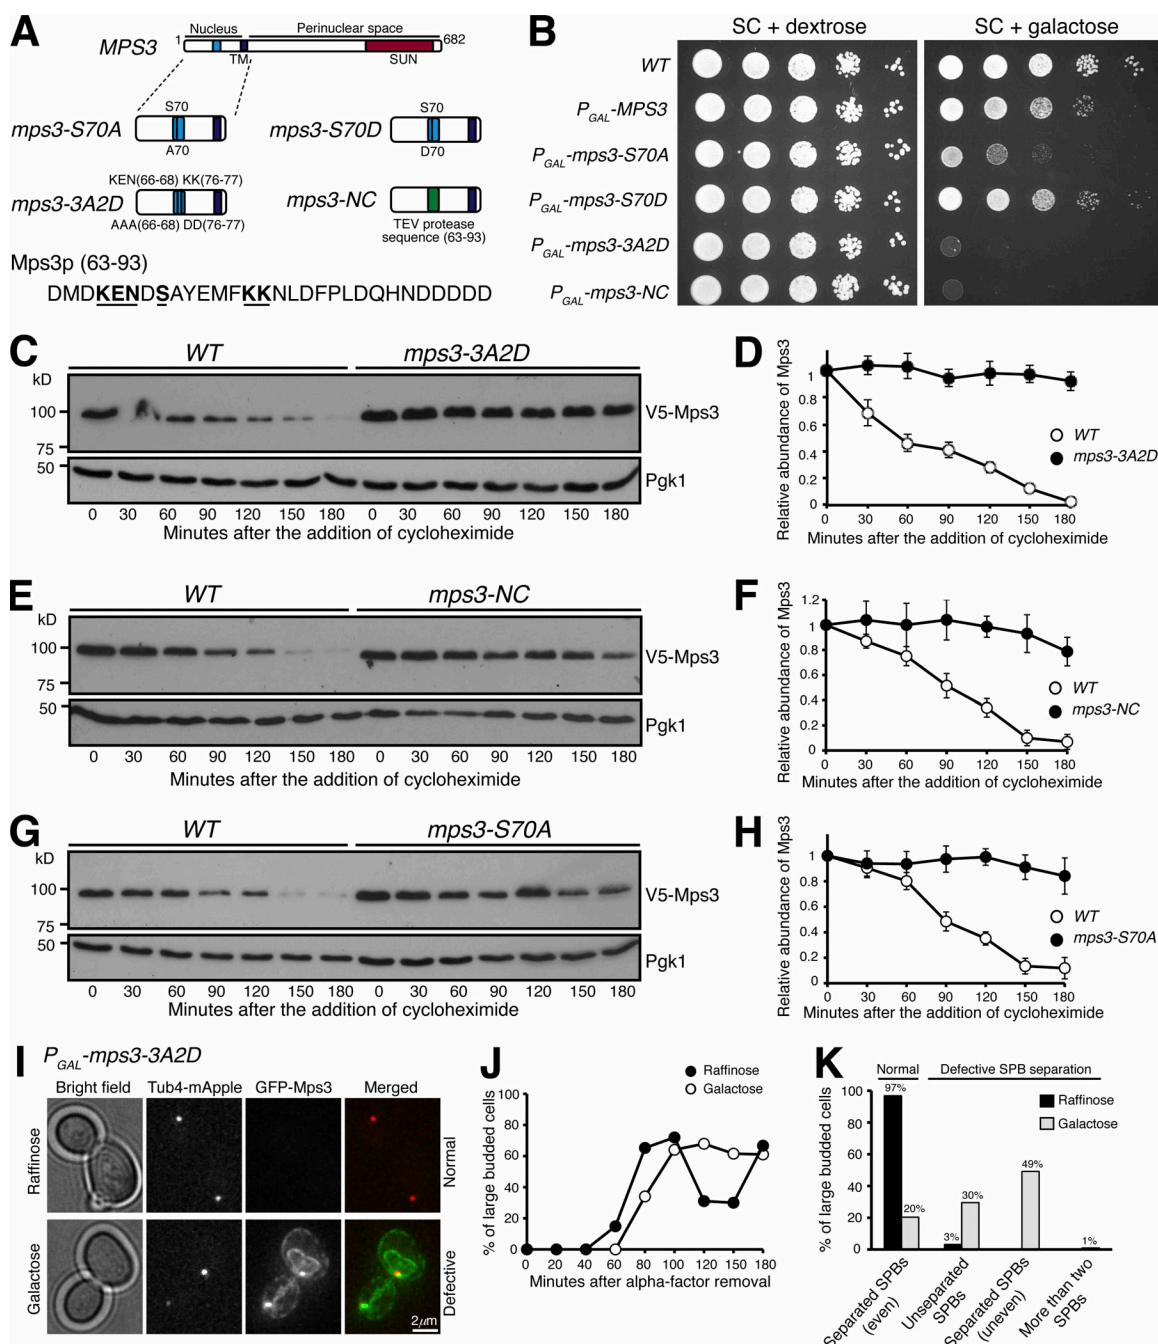 A
Nucleus
Perinuclear space
MPS3
1
682
TM
SUN
S70
mps3-S70A
A70
S70
mps3-S70D
D70
KEN(66-68) KK(76-77)
mps3-3A2D
AAA(66-68) DD(76-77)
mps3-NC
TEV protease
sequence (63-93)
Mps3p (63-93)
DMDKENDSAYEMFKKNLDFPLDQHNDDDDD
B
SC + dextrose
SC + galactose
WT
PGAL-MPS3
PGAL-mps3-S70A
PGAL-mps3-S70D
PGAL-mps3-3A2D
PGAL-mps3-NC
C
WT
mps3-3A2D
kD
100
75
50
V5-Mps3
Pgk1
0 30 60 90 120 150 180 0 30 60 90 120 150 180
Minutes after the addition of cycloheximide
D
Relative abundance of Mps3
1
0.8
0.6
0.4
0.2
0
0 30 60 90 120 150 180
Minutes after the addition of cycloheximide
WT
mps3-3A2D
E
WT
mps3-NC
kD
100
75
50
V5-Mps3
Pgk1
0 30 60 90 120 150 180 0 30 60 90 120 150 180
Minutes after the addition of cycloheximide
F
Relative abundance of Mps3
1.2
1
0.8
0.6
0.4
0.2
0
0 30 60 90 120 150 180
Minutes after the addition of cycloheximide
WT
mps3-NC
G
WT
mps3-S70A
kD
100
75
50
V5-Mps3
Pgk1
0 30 60 90 120 150 180 0 30 60 90 120 150 180
Minutes after the addition of cycloheximide
H
Relative abundance of Mps3
1
0.8
0.6
0.4
0.2
0
0 30 60 90 120 150 180
Minutes after the addition of cycloheximide
WT
mps3-S70A
I
PGAL-mps3-3A2D
Bright field
Tub4-mApple
GFP-Mps3
Merged
Raffinose
Normal
Galactose
Defective
2µm
J
Raffinose
Galactose
% of large budded cells
100
80
60
40
20
0
0 20 40 60 80 100 120 150 180
Minutes after alpha-factor removal
K
Normal
Defective SPB separation
Raffinose
Galactose
% of large budded cells
100
80
60
40
20
0
97%
20%
3%
30%
49%
1%
Separated SPBs
(even)
Unseparated
SPBs
Separated SPBs
(uneven)
More than two
SPBs